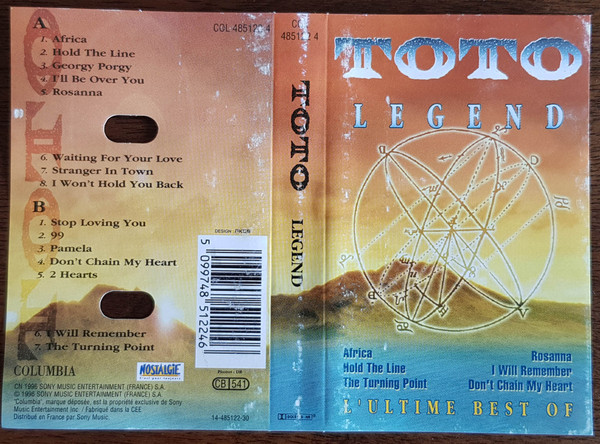 A
1. Africa
2. Hold The Line
3. Georgy Porgy
4. I'll Be Over You
5. Rosanna
6. Waiting For Your Love
7. Stranger In Town
8. I Won't Hold You Back
B
1. Stop Loving You
2. 99
3. Pamela
4. Don't Chain My Heart
5. 2 Hearts
6. I Will Remember
7. The Turning Point
COLUMBIA
NOSTALGIE
℗ 1996 SONY MUSIC ENTERTAINMENT (FRANCE) S.A.
© 1996 SONY MUSIC ENTERTAINMENT (FRANCE) S.A.
"Columbia", marque déposée, est la propriété exclusive de Sony
Music Entertainment Inc. / Fabriqué dans la CEE
Distribué en France par Sony Music.
COL 485122 4
DESIGN :
5 099748 512246
France : DB
CB 541
14-485122-30
485122 4
TOTO
LEGEND
TOTO
LEGEND
Africa
Hold The Line
The Turning Point
Rosanna
I Will Remember
Don't Chain My Heart
L'ULTIME BEST OF